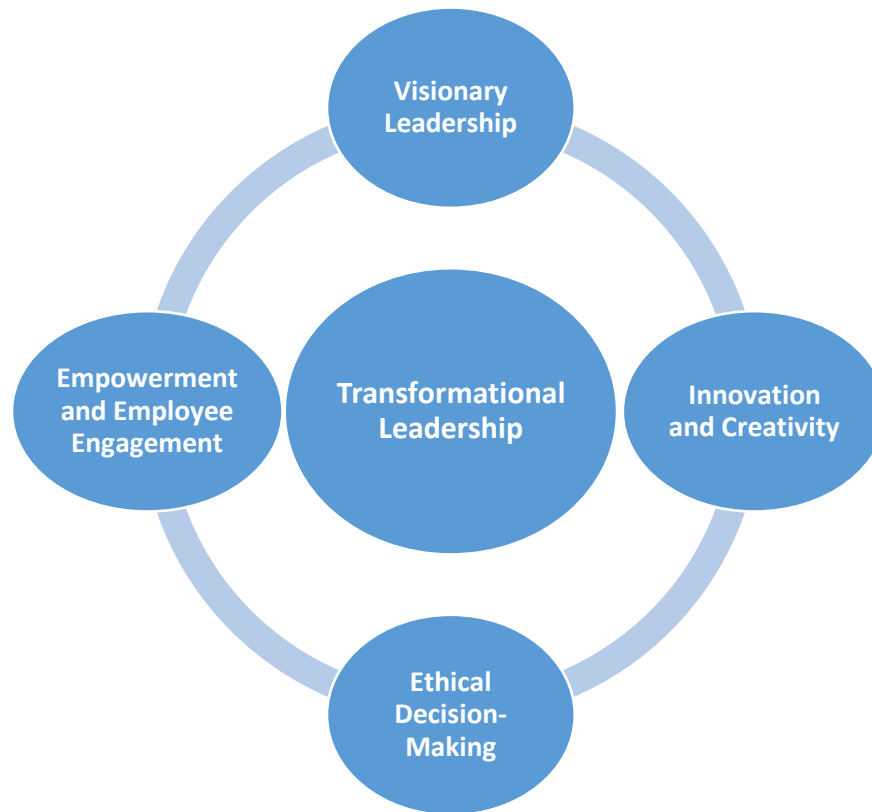 Visionary
Leadership
Empowerment
and Employee
Engagement
Transformational
Leadership
Innovation
and Creativity
Ethical
Decision-
Making